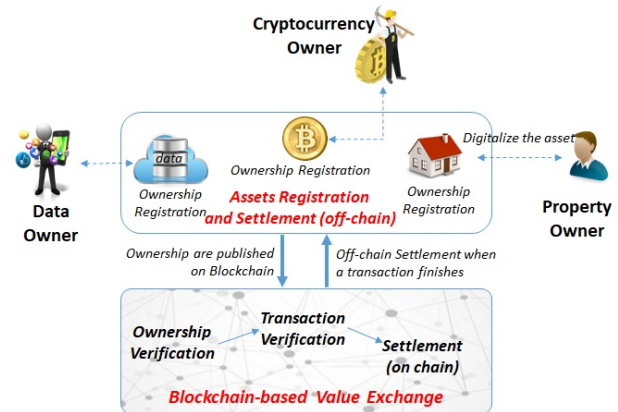 Cryptocurrency
Owner
data
Ownership
Registration
Ownership Registration
Digitalize the asset
Ownership
Registration
Assets Registration
and Settlement (off-chain)
Data
Owner
Property
Owner
Ownership are published
on Blockchain
Off-chain Settlement when
a transaction finishes
Ownership
Verification
Transaction
Verification
Settlement
(on chain)
Blockchain-based Value Exchange